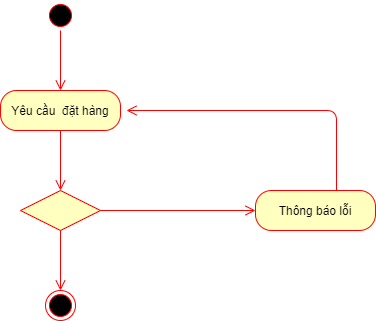 Yêu cầu đặt hàng
Thông báo lỗi